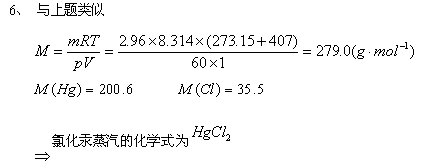 6、 与上题类似
M = mRT/pV = 2.96×8.314×(273.15+407)/60×1 = 279.0(g·mol⁻¹)
M(Hg) = 200.6 M(Cl) = 35.5
⇒氯化汞蒸汽的化学式为 HgCl₂